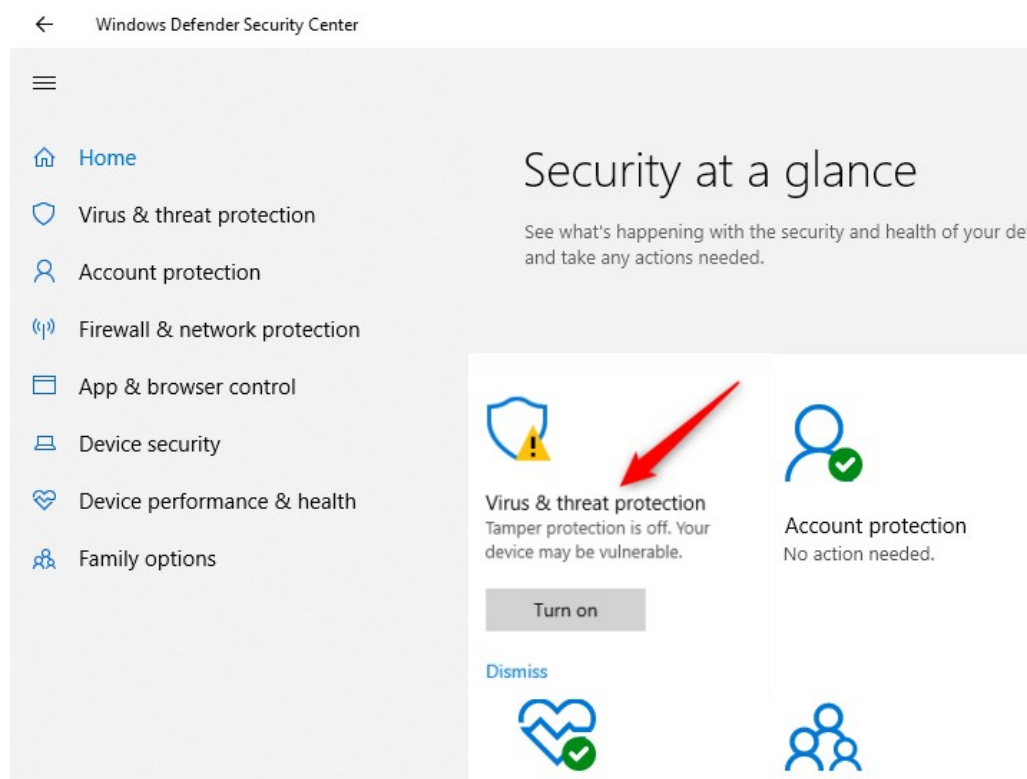 Windows Defender Security Center
Home
Virus & threat protection
Account protection
Firewall & network protection
App & browser control
Device security
Device performance & health
Family options
Security at a glance
See what's happening with the security and health of your
and take any actions needed.
Virus & threat protection
Tamper protection is off. Your
device may be vulnerable.
Turn on
Dismiss
Account protection
No action needed.